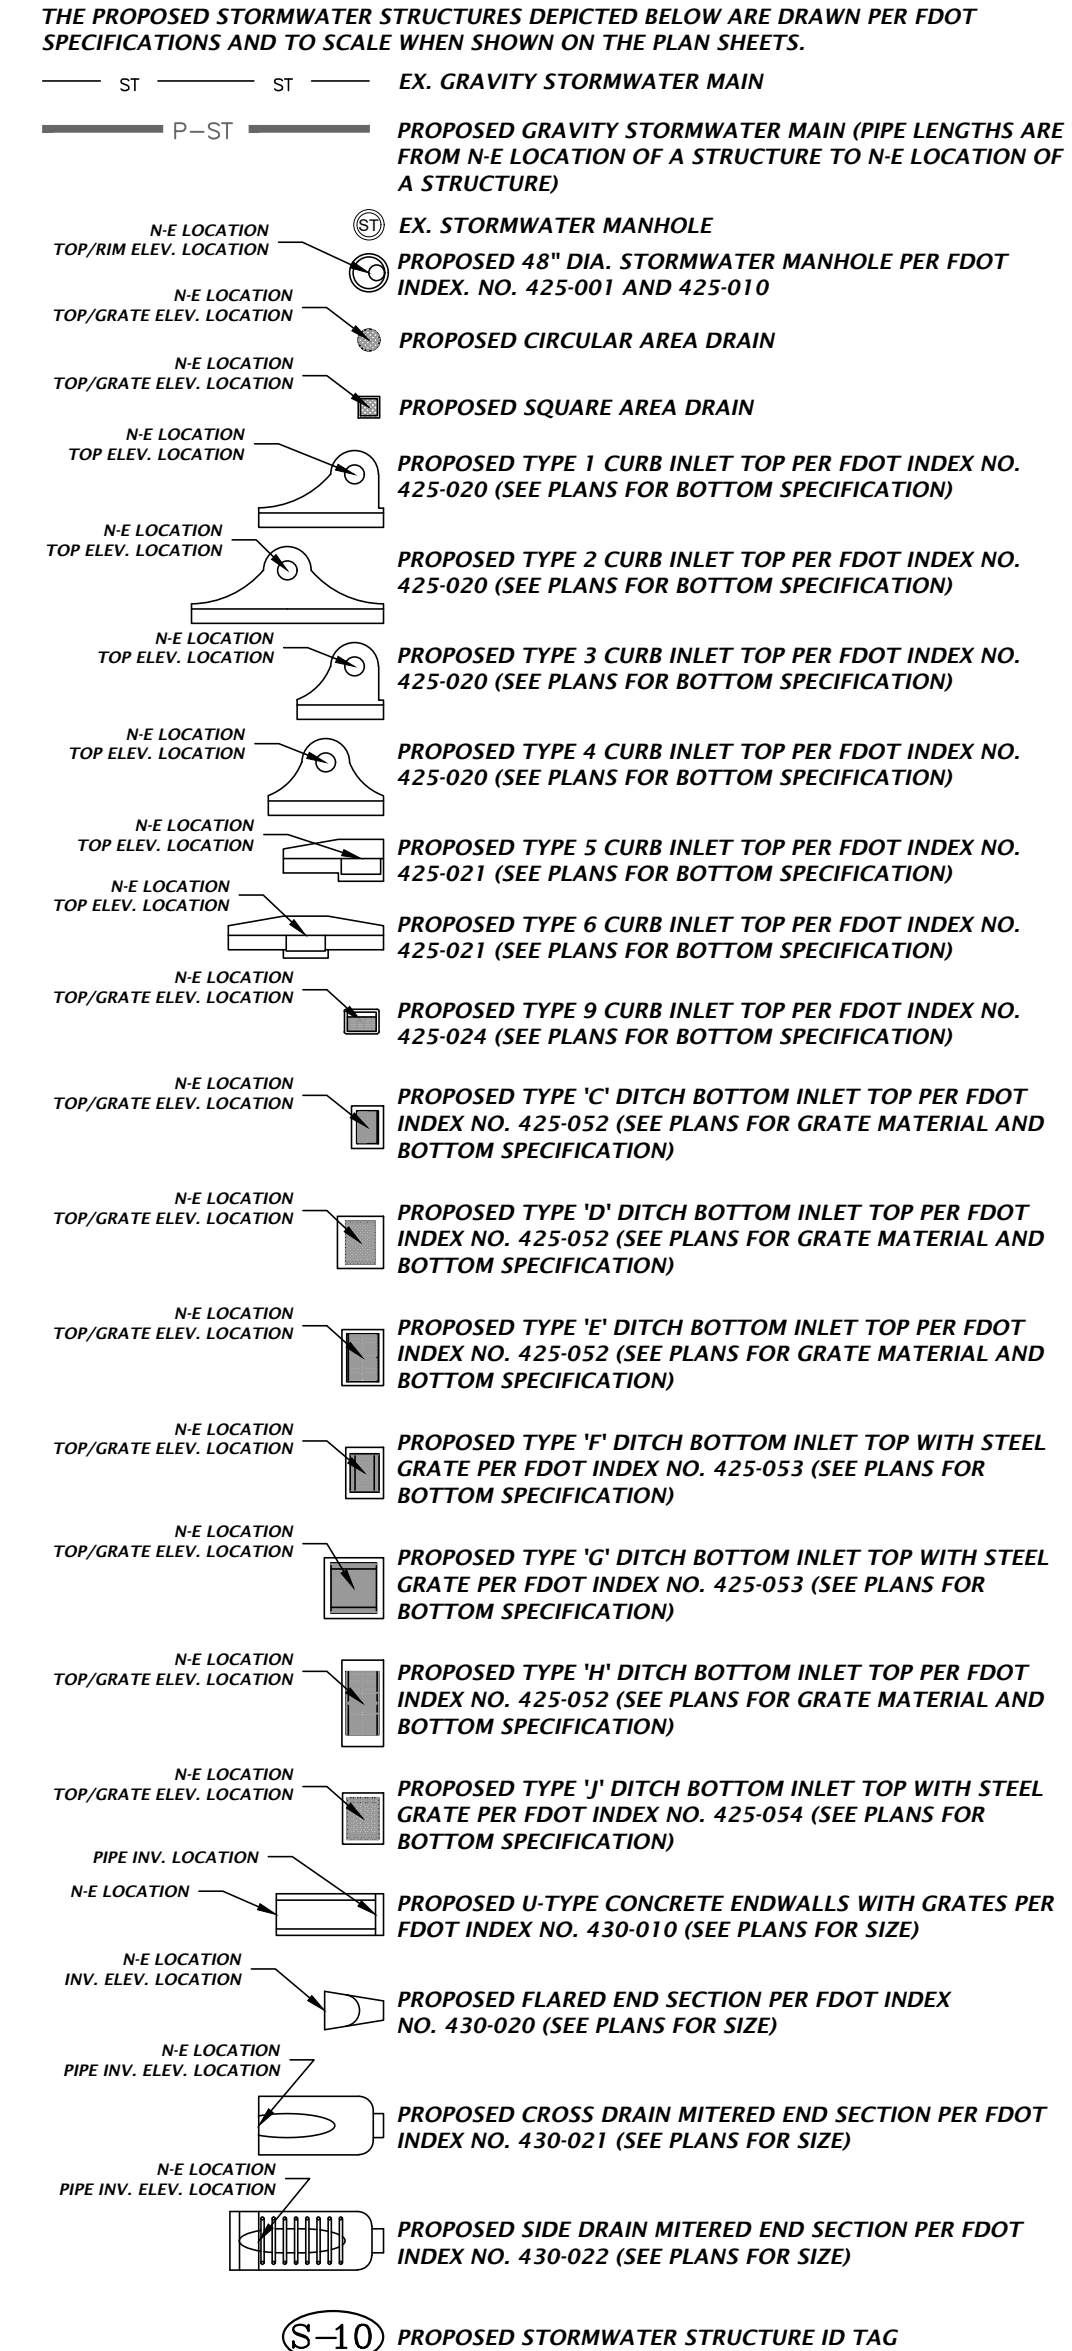 THE PROPOSED STORMWATER STRUCTURES DEPICTED BELOW ARE DRAWN PER FDOT
SPECIFICATIONS AND TO SCALE WHEN SHOWN ON THE PLAN SHEETS.
ST ST
EX. GRAVITY STORMWATER MAIN
P-ST
PROPOSED GRAVITY STORMWATER MAIN (PIPE LENGTHS ARE
FROM N-E LOCATION OF A STRUCTURE TO N-E LOCATION OF
A STRUCTURE)
ST
EX. STORMWATER MANHOLE
N-E LOCATION
TOP/RIM ELEV. LOCATION
PROPOSED 48" DIA. STORMWATER MANHOLE PER FDOT
INDEX. NO. 425-001 AND 425-010
N-E LOCATION
TOP/GRATE ELEV. LOCATION
PROPOSED CIRCULAR AREA DRAIN
N-E LOCATION
TOP/GRATE ELEV. LOCATION
PROPOSED SQUARE AREA DRAIN
N-E LOCATION
TOP ELEV. LOCATION
PROPOSED TYPE 1 CURB INLET TOP PER FDOT INDEX NO.
425-020 (SEE PLANS FOR BOTTOM SPECIFICATION)
N-E LOCATION
TOP ELEV. LOCATION
PROPOSED TYPE 2 CURB INLET TOP PER FDOT INDEX NO.
425-020 (SEE PLANS FOR BOTTOM SPECIFICATION)
N-E LOCATION
TOP ELEV. LOCATION
PROPOSED TYPE 3 CURB INLET TOP PER FDOT INDEX NO.
425-020 (SEE PLANS FOR BOTTOM SPECIFICATION)
N-E LOCATION
TOP ELEV. LOCATION
PROPOSED TYPE 4 CURB INLET TOP PER FDOT INDEX NO.
425-020 (SEE PLANS FOR BOTTOM SPECIFICATION)
N-E LOCATION
TOP ELEV. LOCATION
PROPOSED TYPE 5 CURB INLET TOP PER FDOT INDEX NO.
425-021 (SEE PLANS FOR BOTTOM SPECIFICATION)
N-E LOCATION
TOP ELEV. LOCATION
PROPOSED TYPE 6 CURB INLET TOP PER FDOT INDEX NO.
425-021 (SEE PLANS FOR BOTTOM SPECIFICATION)
N-E LOCATION
TOP/GRATE ELEV. LOCATION
PROPOSED TYPE 9 CURB INLET TOP PER FDOT INDEX NO.
425-024 (SEE PLANS FOR BOTTOM SPECIFICATION)
N-E LOCATION
TOP/GRATE ELEV. LOCATION
PROPOSED TYPE 'C' DITCH BOTTOM INLET TOP PER FDOT
INDEX NO. 425-052 (SEE PLANS FOR GRATE MATERIAL AND
BOTTOM SPECIFICATION)
N-E LOCATION
TOP/GRATE ELEV. LOCATION
PROPOSED TYPE 'D' DITCH BOTTOM INLET TOP PER FDOT
INDEX NO. 425-052 (SEE PLANS FOR GRATE MATERIAL AND
BOTTOM SPECIFICATION)
N-E LOCATION
TOP/GRATE ELEV. LOCATION
PROPOSED TYPE 'E' DITCH BOTTOM INLET TOP PER FDOT
INDEX NO. 425-052 (SEE PLANS FOR GRATE MATERIAL AND
BOTTOM SPECIFICATION)
N-E LOCATION
TOP/GRATE ELEV. LOCATION
PROPOSED TYPE 'F' DITCH BOTTOM INLET TOP WITH STEEL
GRATE PER FDOT INDEX NO. 425-053 (SEE PLANS FOR
BOTTOM SPECIFICATION)
N-E LOCATION
TOP/GRATE ELEV. LOCATION
PROPOSED TYPE 'G' DITCH BOTTOM INLET TOP WITH STEEL
GRATE PER FDOT INDEX NO. 425-053 (SEE PLANS FOR
BOTTOM SPECIFICATION)
N-E LOCATION
TOP/GRATE ELEV. LOCATION
PROPOSED TYPE 'H' DITCH BOTTOM INLET TOP PER FDOT
INDEX NO. 425-052 (SEE PLANS FOR GRATE MATERIAL AND
BOTTOM SPECIFICATION)
N-E LOCATION
TOP/GRATE ELEV. LOCATION
PROPOSED TYPE 'J' DITCH BOTTOM INLET TOP WITH STEEL
GRATE PER FDOT INDEX NO. 425-054 (SEE PLANS FOR
BOTTOM SPECIFICATION)
PIPE INV. LOCATION
N-E LOCATION
PROPOSED U-TYPE CONCRETE ENDWALLS WITH GRATES PER
FDOT INDEX NO. 430-010 (SEE PLANS FOR SIZE)
N-E LOCATION
INV. ELEV. LOCATION
PROPOSED FLARED END SECTION PER FDOT INDEX
NO. 430-020 (SEE PLANS FOR SIZE)
N-E LOCATION
PIPE INV. ELEV. LOCATION
PROPOSED CROSS DRAIN MITERED END SECTION PER FDOT
INDEX NO. 430-021 (SEE PLANS FOR SIZE)
N-E LOCATION
PIPE INV. ELEV. LOCATION
PROPOSED SIDE DRAIN MITERED END SECTION PER FDOT
INDEX NO. 430-022 (SEE PLANS FOR SIZE)
S-10
PROPOSED STORMWATER STRUCTURE ID TAG